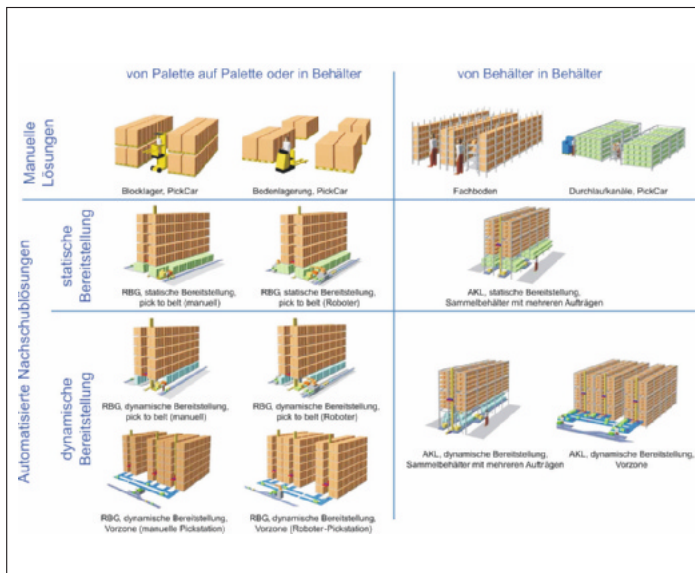 von Palette auf Palette oder in Behälter
von Behälter in Behälter
Manuelle
Lösungen
Blocklager, PickCar
Bedenlagerung, PickCar
Fachboden
Durchlaufkanäle, PickCar
Automatisierte Nachschublösungen
statische
Bereitstellung
RBG, statische Bereitstellung,
pick to belt (manuell)
RBG, statische Bereitstellung,
pick to belt (Roboter)
AKL, statische Bereitstellung,
Sammelbehälter mit mehreren Aufträgen
dynamische
Bereitstellung
RBG, dynamische Bereitstellung,
pick to belt (manuell)
RBG, dynamische Bereitstellung,
pick to belt (Roboter)
AKL, dynamische Bereitstellung,
Sammelbehälter mit mehreren Aufträgen
AKL, dynamische Bereitstellung,
Vorzone
RBG, dynamische Bereitstellung,
Vorzone (manuelle Pickstation)
RBG, dynamische Bereitstellung,
Vorzone (Roboter-Pickstation)